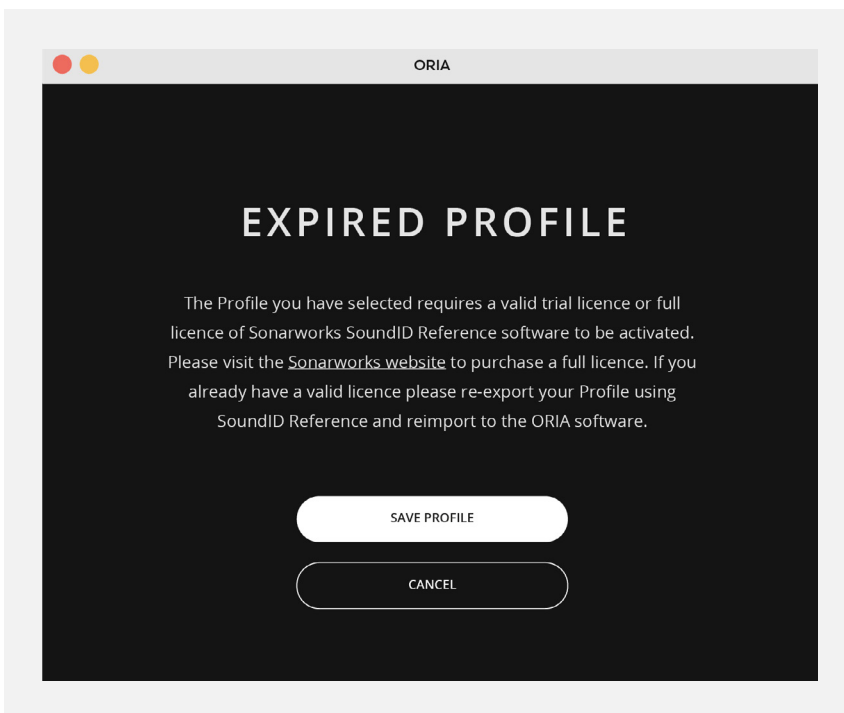 ORIA
EXPIRED PROFILE
The Profile you have selected requires a valid trial licence or full
licence of Sonarworks SoundID Reference software to be activated.
Please visit the Sonarworks website to purchase a full licence. If you
already have a valid licence please re-export your Profile using
SoundID Reference and reimport to the ORIA software.
SAVE PROFILE
CANCEL